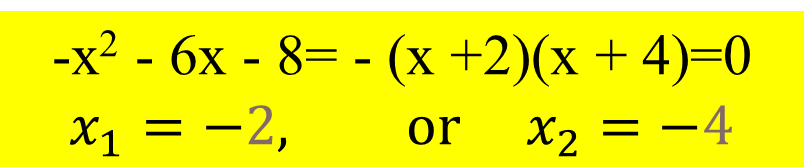 -x² - 6x - 8= - (x +2)(x + 4)=0
x₁ = −2, or x₂ = −4